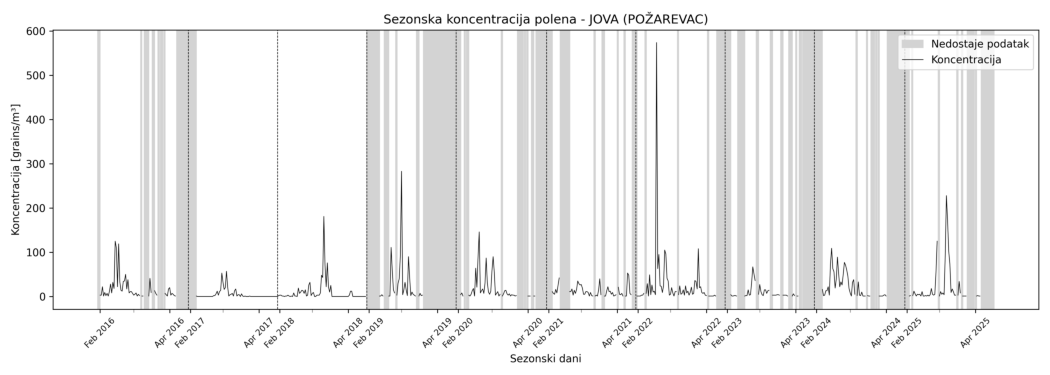 Sezonska koncentracija polena - JOVA (POŽAREVAC)
Nedostaje podatak
Koncentracija
Koncentracija [grains/m³]
600
500
400
300
200
100
0
Feb 2016
Apr 2016
Feb 2017
Apr 2017
Feb 2018
Apr 2018
Feb 2019
Apr 2019
Feb 2020
Apr 2020
Feb 2021
Apr 2021
Feb 2022
Apr 2022
Feb 2023
Apr 2023
Feb 2024
Apr 2024
Feb 2025
Apr 2025
Sezonski dani